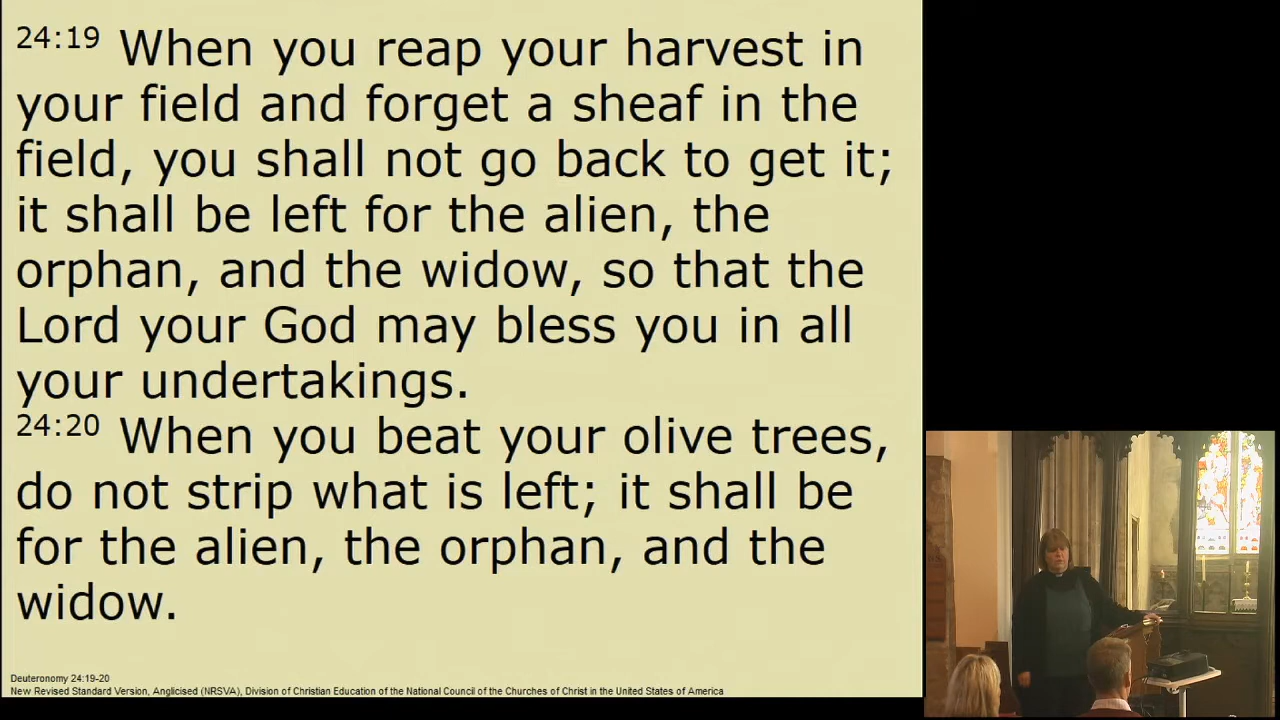 24:19 When you reap your harvest in
your field and forget a sheaf in the
field, you shall not go back to get it;
it shall be left for the alien, the
orphan, and the widow, so that the
Lord your God may bless you in all
your undertakings.
24:20 When you beat your olive trees,
do not strip what is left; it shall be
for the alien, the orphan, and the
widow.
Deuteronomy 24:19-20
New Revised Standard Version, Anglicised (NRSVA), Division of Christian Education of the National Council of the Churches of Christ in the United States of America